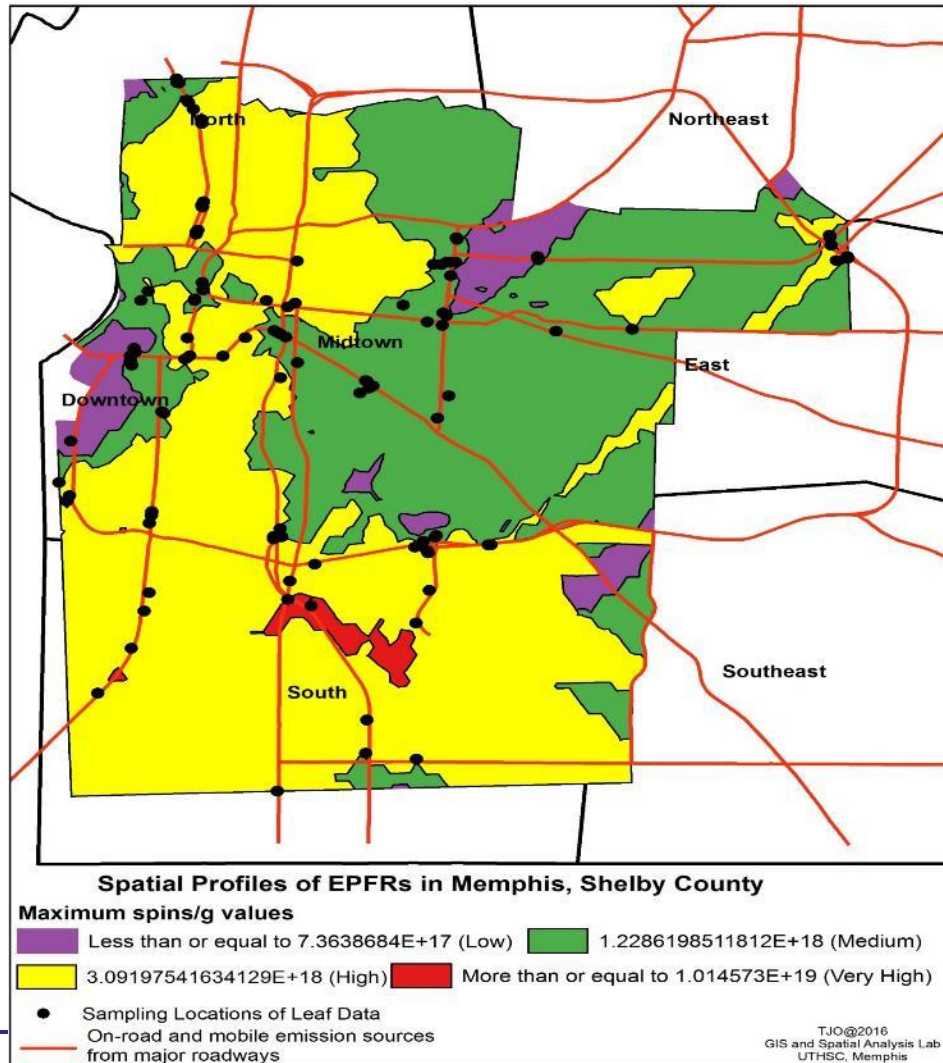 North
Northeast
Midtown
East
Downtown
Southeast
South
Spatial Profiles of EPFRs in Memphis, Shelby County
Maximum spins/g values
Less than or equal to 7.3638684E+17 (Low)
1.2286198511812E+18 (Medium)
3.09197541634129E+18 (High)
More than or equal to 1.014573E+19 (Very High)
Sampling Locations of Leaf Data
On-road and mobile emission sources
from major roadways
TJO@2016
GIS and Spatial Analysis Lab
UTHSC, Memphis